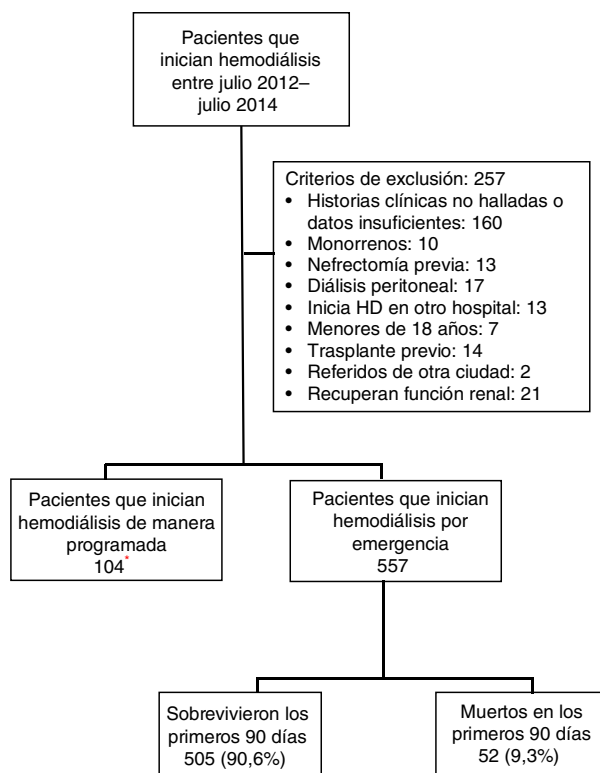 Pacientes que
inician hemodiálisis
entre julio 2012–
julio 2014
Criterios de exclusión: 257
• Historias clínicas no halladas o
datos insuficientes: 160
• Monorrenos: 10
• Nefrectomía previa: 13
• Diálisis peritoneal: 17
• Inicia HD en otro hospital: 13
• Menores de 18 años: 7
• Trasplante previo: 14
• Referidos de otra ciudad: 2
• Recuperan función renal: 21
Pacientes que inician
hemodiálisis de manera
programada
104*
Pacientes que inician
hemodiálisis por
emergencia
557
Sobrevivieron los
primeros 90 días
505 (90,6%)
Muertos en los
primeros 90 días
52 (9,3%)